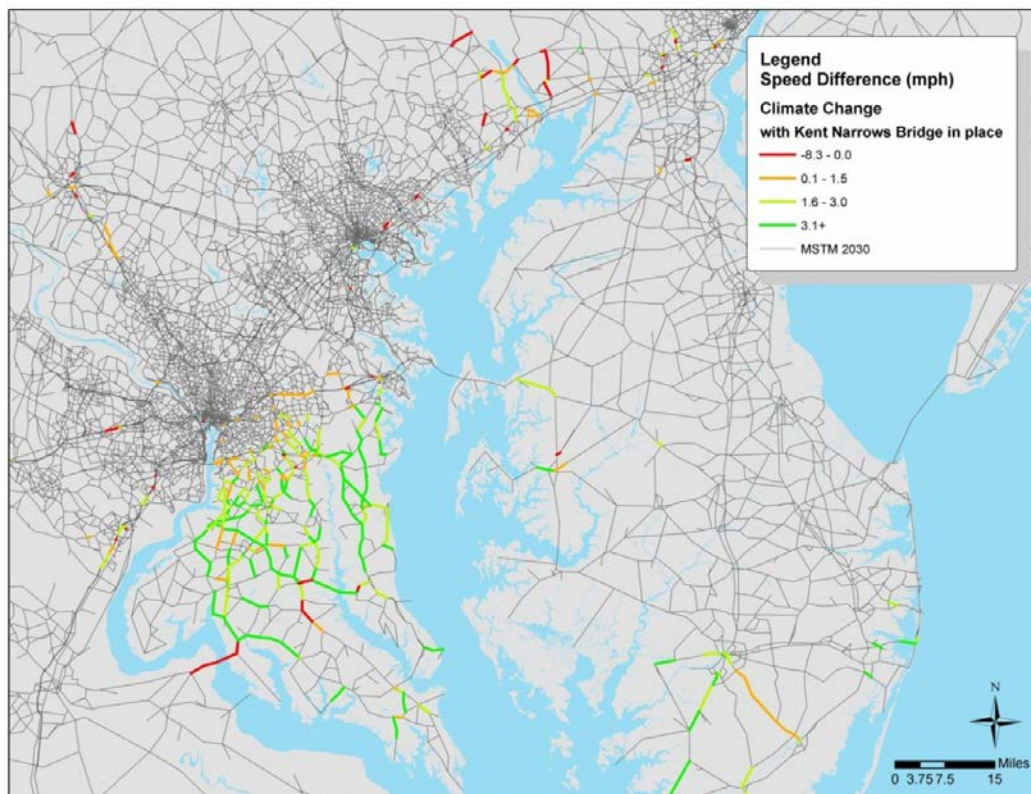 Legend
Speed Difference (mph)
Climate Change
with Kent Narrows Bridge in place
-8.3 - 0.0
0.1 - 1.5
1.6 - 3.0
3.1+
MSTM 2030
N
Miles
0 3.75 7.5 15